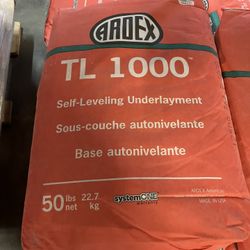 ARDEX
TL 1000™
Self-Leveling Underlayment
Sous-couche autonivelante
Base autonivelante
50 lbs net 22.7 kg
systemONE
MADE IN USA